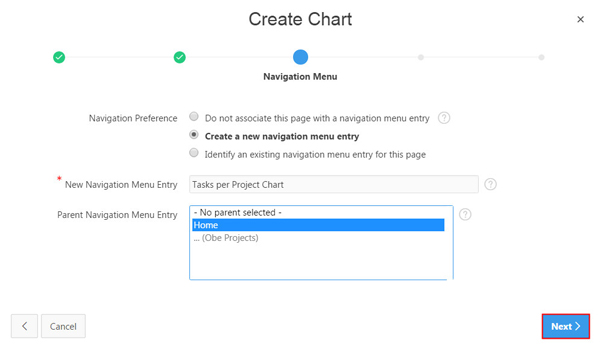 Create Chart
Navigation Menu
Navigation Preference
Do not associate this page with a navigation menu entry
Create a new navigation menu entry
Identify an existing navigation menu entry for this page
* New Navigation Menu Entry Tasks per Project Chart
Parent Navigation Menu Entry
- No parent selected -
Home
... (Obe Projects)
Cancel
Next >